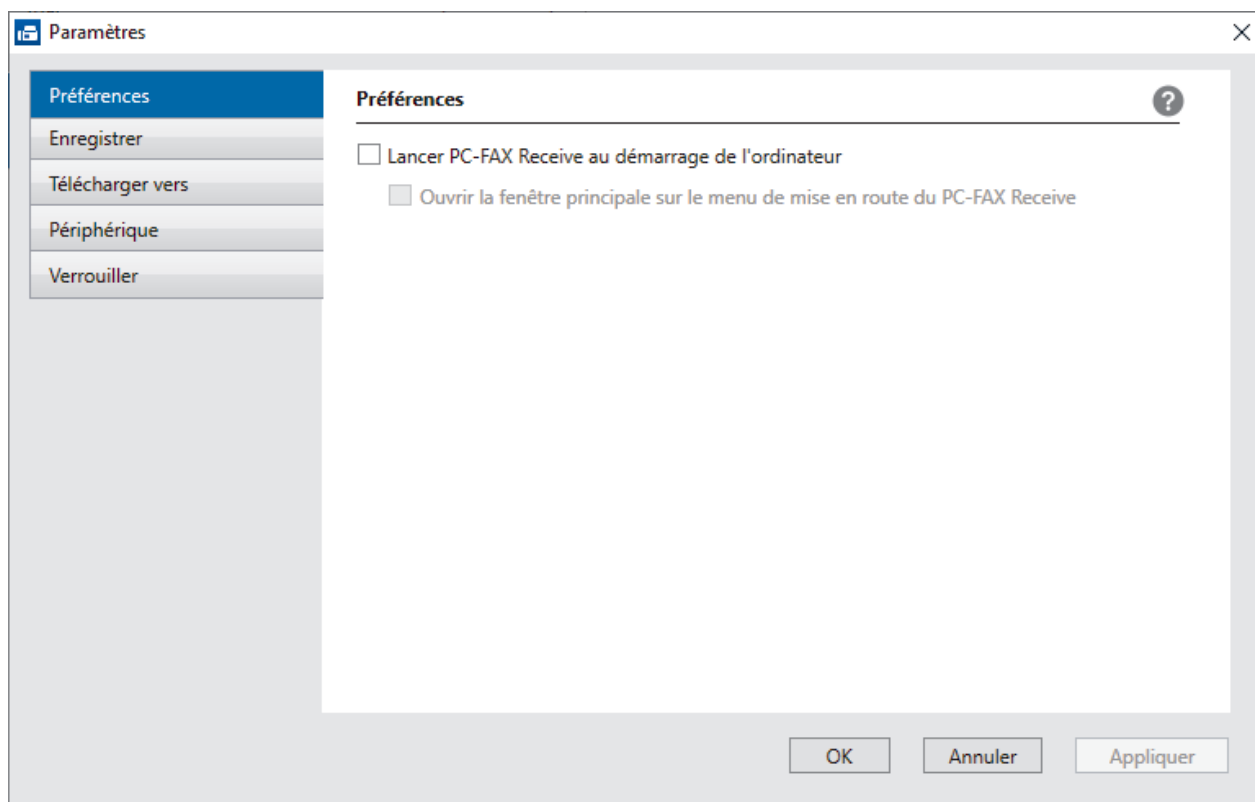 Paramètres
Préférences
Enregistrer
Télécharger vers
Périphérique
Verrouiller
Préférences
?
Lancer PC-FAX Receive au démarrage de l'ordinateur
Ouvrir la fenêtre principale sur le menu de mise en route du PC-FAX Receive
OK
Annuler
Appliquer